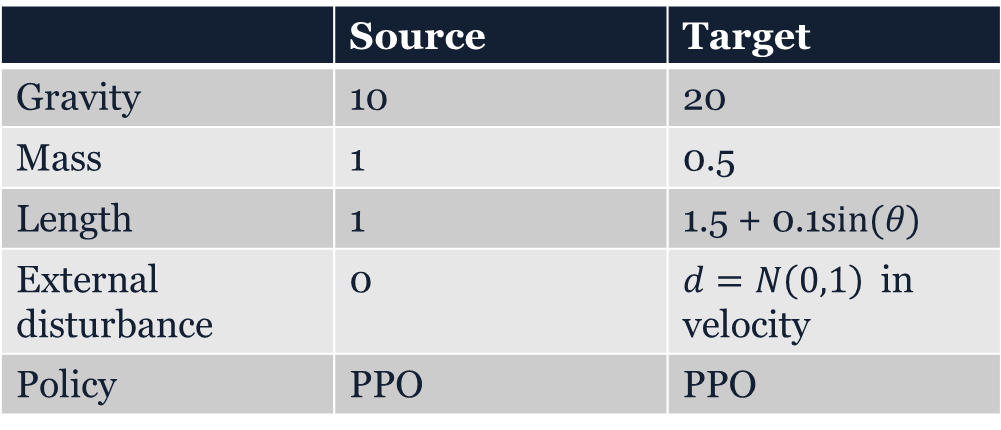 Source Target
Gravity 10 20
Mass 1 0.5
Length 1 1.5 + 0.1sin(θ)
External disturbance 0 d = N(0,1) in velocity
Policy PPO PPO